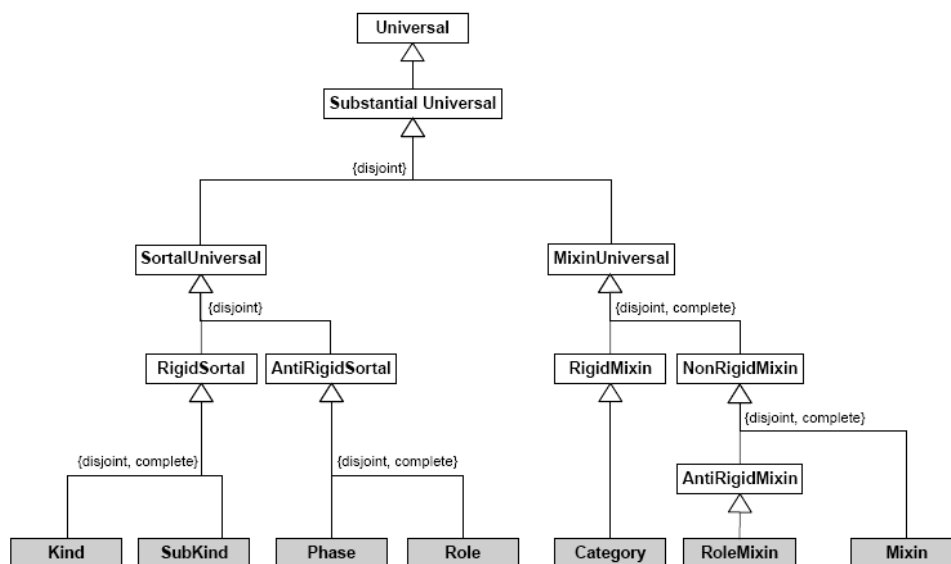 Universal
Substantial Universal
{disjoint}
SortalUniversal
MixinUniversal
{disjoint}
{disjoint, complete}
RigidSortal
AntiRigidSortal
RigidMixin
NonRigidMixin
{disjoint, complete}
{disjoint, complete}
{disjoint, complete}
AntiRigidMixin
Kind
SubKind
Phase
Role
Category
RoleMixin
Mixin